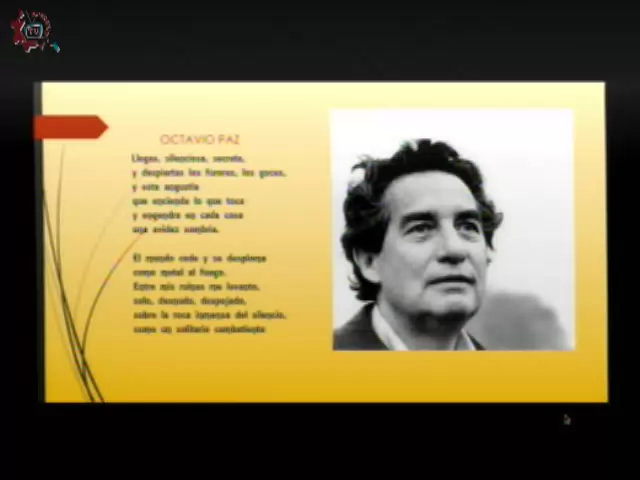 TV
OCTAVIO PAZ
Llegas, silenciosa, secreta,
y despiertas los furores, los goces,
y esta angustia
que enciende lo que toca
y engendra en cada cosa
una avidez sombría.
El mundo cede y se desploma
como metal al fuego.
Entre mis ruinas me levanto,
solo, desnudo, despojado,
sobre la roca inmensa del silencio,
como un solitario combatiente